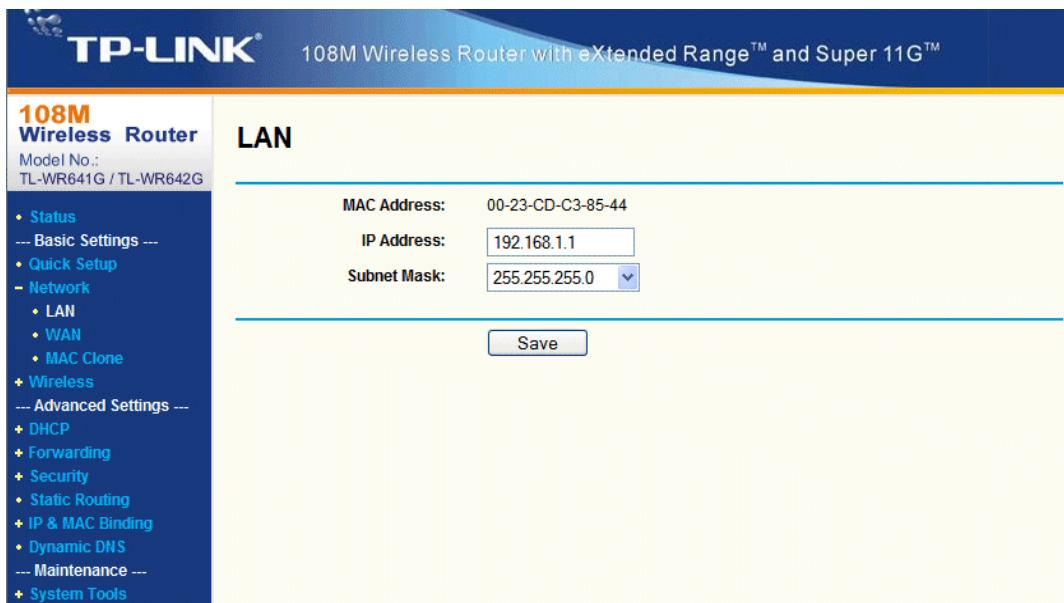 TP-LINK®
108M Wireless Router with eXtended Range™ and Super 11G™
108M
Wireless Router
Model No.:
TL-WR641G / TL-WR642G
• Status
--- Basic Settings ---
• Quick Setup
– Network
• LAN
• WAN
• MAC Clone
+ Wireless
--- Advanced Settings ---
+ DHCP
+ Forwarding
+ Security
• Static Routing
+ IP & MAC Binding
• Dynamic DNS
--- Maintenance ---
+ System Tools
LAN
MAC Address: 00-23-CD-C3-85-44
IP Address: 192.168.1.1
Subnet Mask: 255.255.255.0
Save